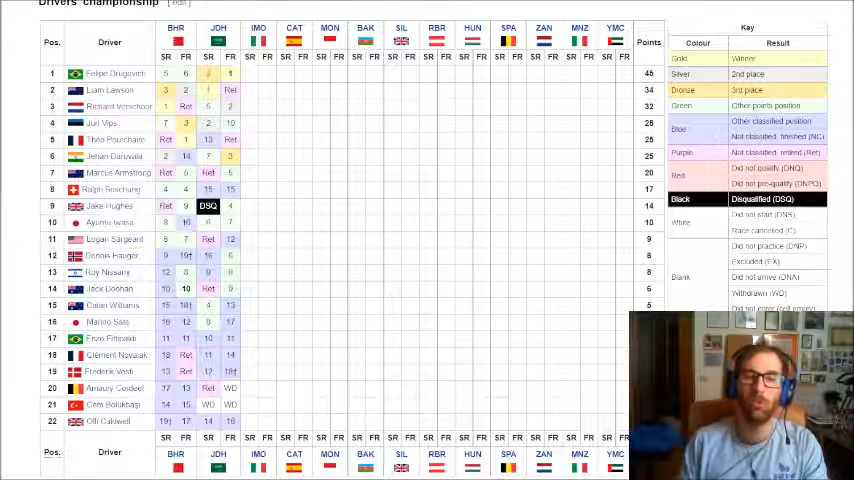 Drivers' championship [ edit ]
Pos. Driver BHR JDH IMO CAT MON BAK SIL RBR HUN SPA ZAN MNZ YMC Points
SR FR SR FR SR FR SR FR SR FR SR FR SR FR SR FR SR FR SR FR SR FR SR FR SR FR
1 Felipe Drugovich 5 6 1 45
2 Liam Lawson 3 2 1 Ret 34
3 Richard Verschoor 1 Ret 5 2 32
4 Jüri Vips 7 3 2 10 28
5 Théo Pourchaire Ret 1 13 Ret 25
6 Jehan Daruvala 2 14 7 3 25
7 Marcus Armstrong Ret 5 Ret 5 20
8 Ralph Boschung 4 4 15 15 17
9 Jake Hughes Ret 9 DSQ 4 14
10 Ayumu Iwasa 8 16 6 7 10
11 Logan Sargeant 6 7 Ret 12 9
12 Dennis Hauger 9 19† 16 6 8
13 Roy Nissany 12 8 9 8 8
14 Jack Doohan 10 10 Ret 9 6
15 Calan Williams 15 18† 4 13 5
16 Marino Sato 16 12 8 17
17 Enzo Fittipaldi 11 11 10 11
18 Clément Novalak 18 Ret 11 14
19 Frederik Vesti 13 Ret 12 18†
20 Amaury Cordeel 17 13 Ret WD
21 Cem Bölükbaşı 14 15 WD WD
22 Olli Caldwell 19† 17 14 16
Pos. Driver SR FR SR FR SR FR SR FR SR FR SR FR SR FR SR FR SR FR SR FR SR FR SR FR SR FR
BHR JDH IMO CAT MON BAK SIL RBR HUN SPA ZAN MNZ YMC
Key
Colour Result
Gold Winner
Silver 2nd place
Bronze 3rd place
Green Other points position
Blue Other classified position
Not classified, finished (NC)
Purple Not classified, retired (Ret)
Red Did not qualify (DNQ)
Did not pre-qualify (DNPQ)
Black Disqualified (DSQ)
White Did not start (DNS)
Race cancelled (C)
Blank Did not practice (DNP)
Excluded (EX)
Did not arrive (DNA)
Withdrawn (WD)
Did not enter (cell empty)